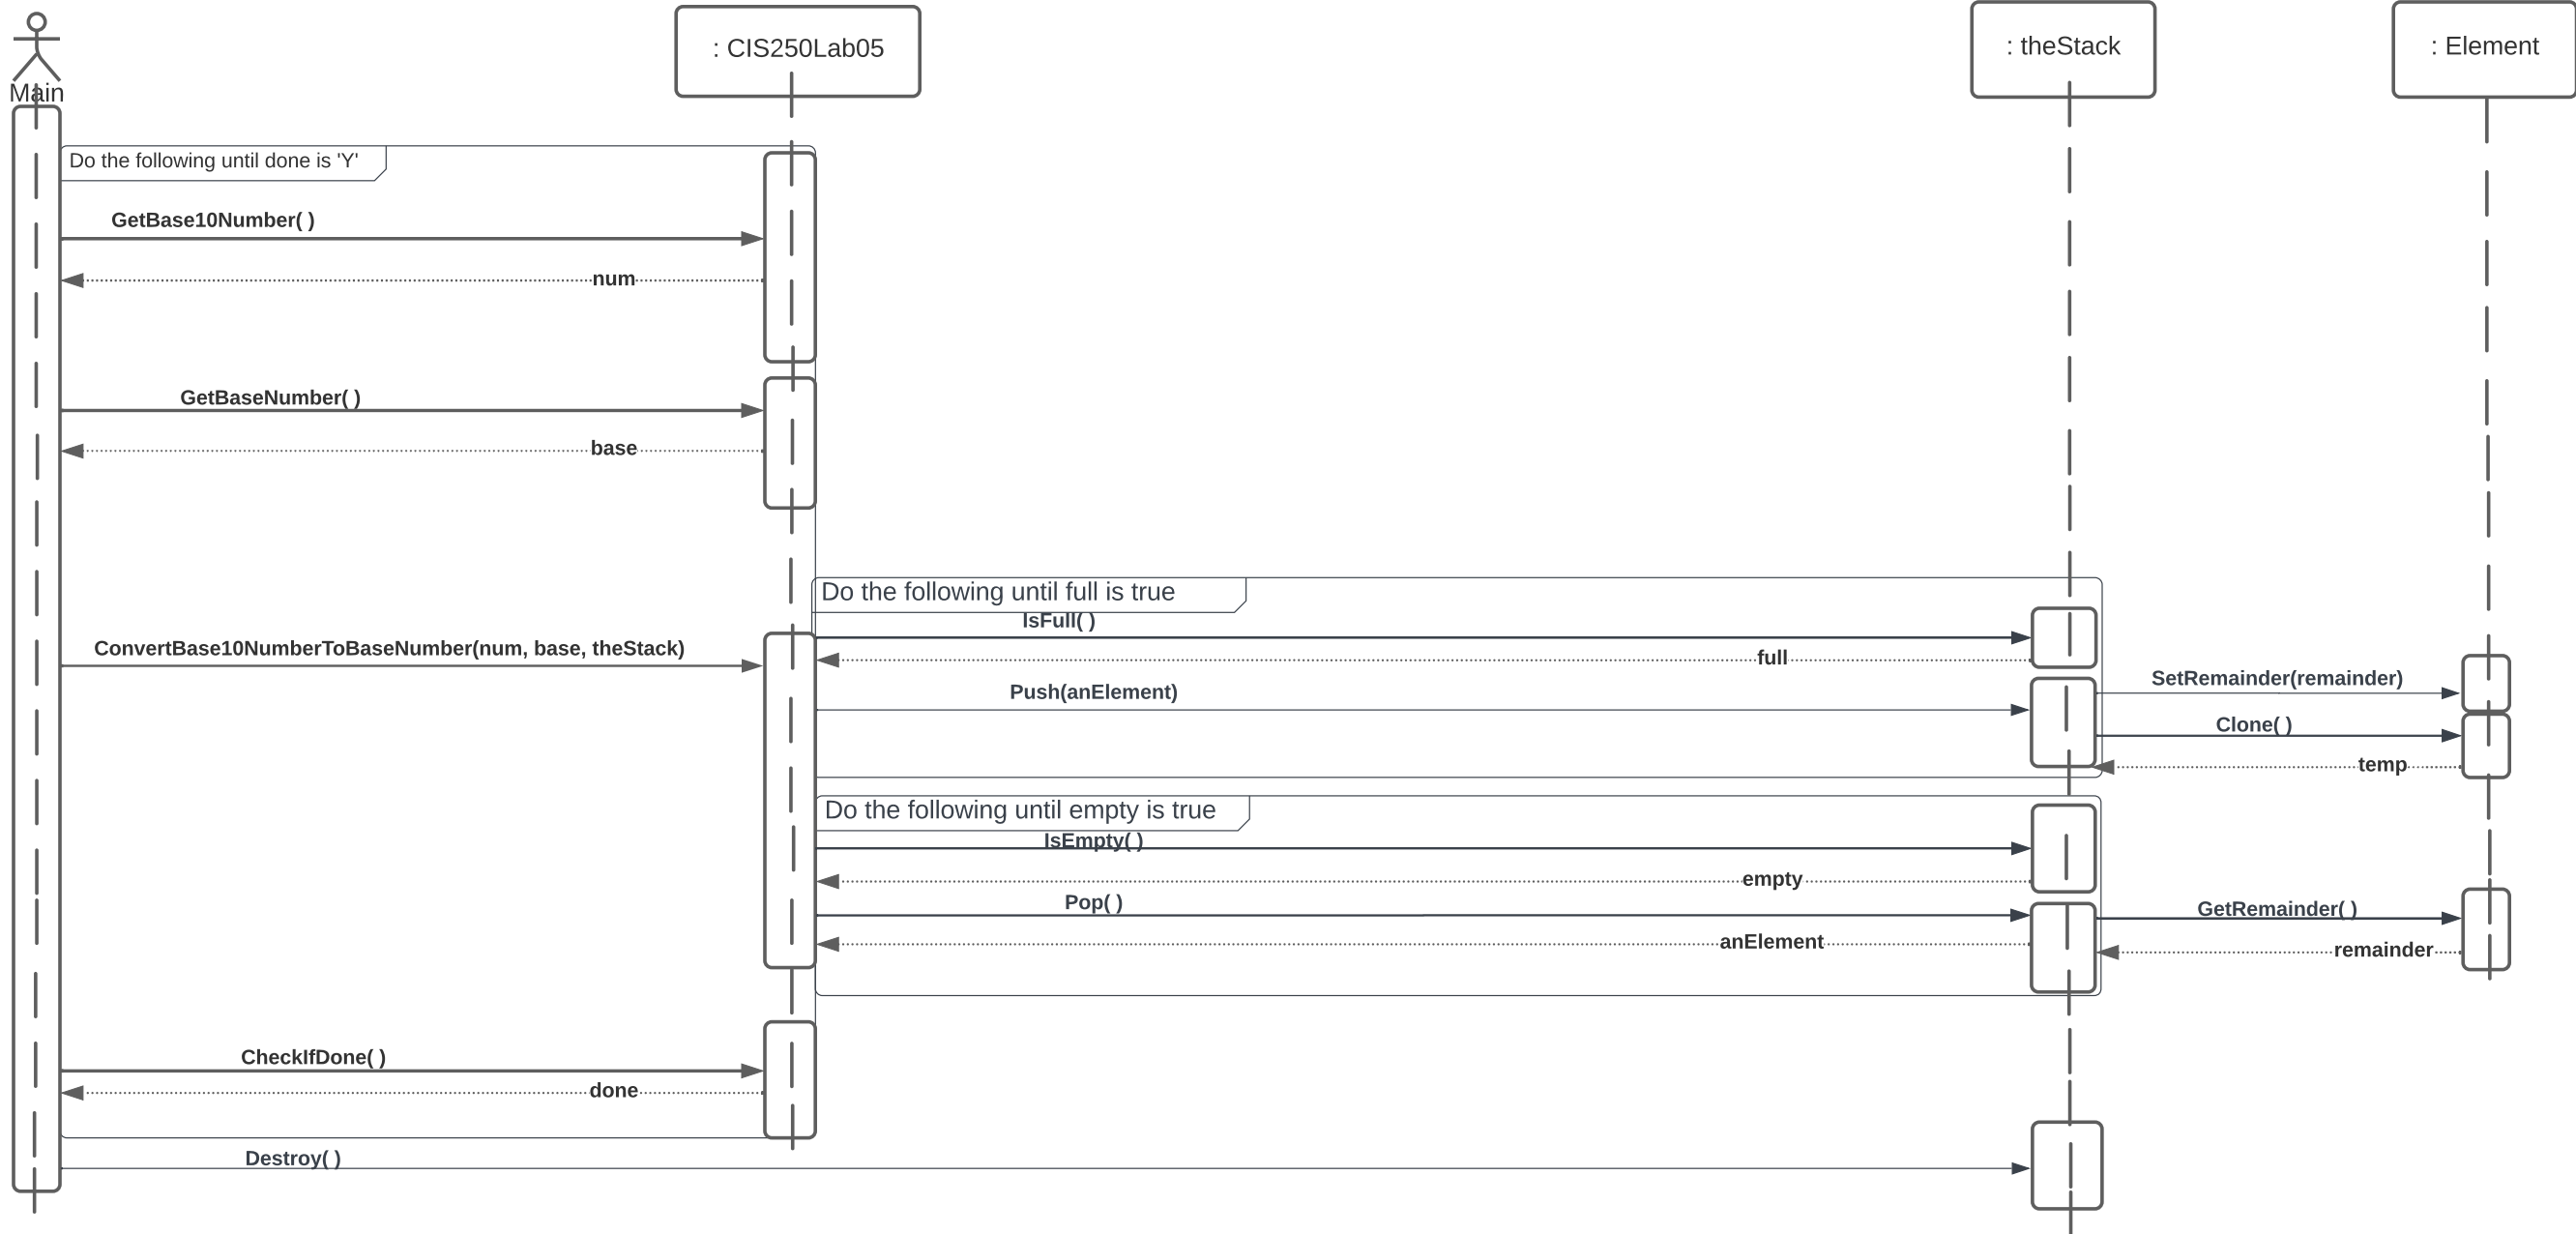 : CIS250Lab05
: theStack
: Element
Main
Do the following until done is 'Y'
GetBase10Number( )
num
GetBaseNumber( )
base
Do the following until full is true
IsFull( )
ConvertBase10NumberToBaseNumber(num, base, theStack)
full
SetRemainder(remainder)
Push(anElement)
Clone( )
temp
Do the following until empty is true
IsEmpty( )
empty
Pop( )
GetRemainder( )
anElement
remainder
CheckIfDone( )
done
Destroy( )